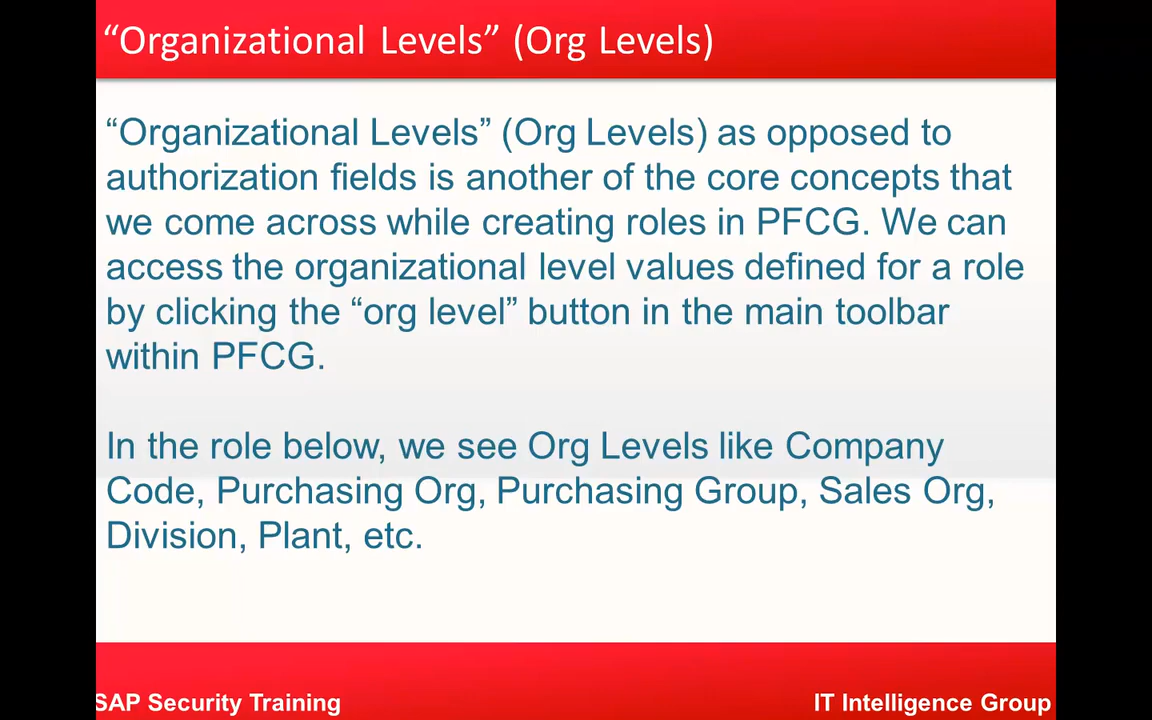 “Organizational Levels” (Org Levels)
“Organizational Levels” (Org Levels) as opposed to
authorization fields is another of the core concepts that
we come across while creating roles in PFCG. We can
access the organizational level values defined for a role
by clicking the “org level” button in the main toolbar
within PFCG.
In the role below, we see Org Levels like Company
Code, Purchasing Org, Purchasing Group, Sales Org,
Division, Plant, etc.
SAP Security Training
IT Intelligence Group